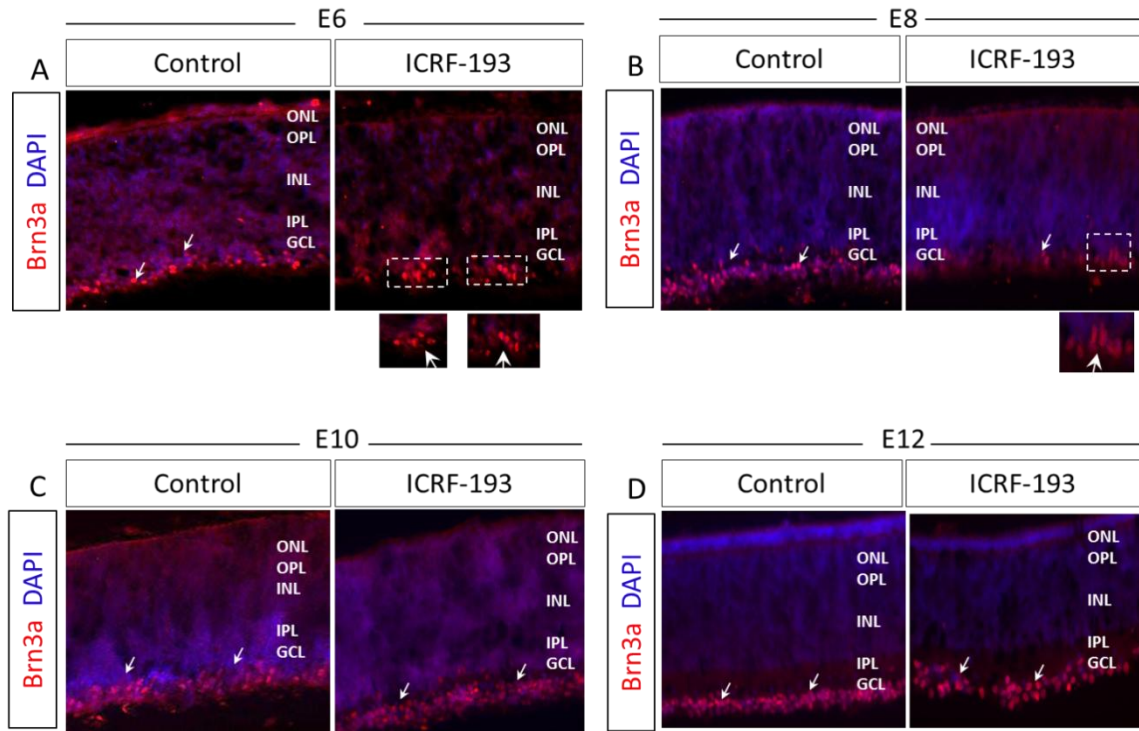 E6
A
Control
ICRF-193
Brn3a DAPI
ONL
OPL
INL
IPL
GCL
ONL
OPL
INL
IPL
GCL
E8
B
Control
ICRF-193
Brn3a DAPI
ONL
OPL
INL
IPL
GCL
ONL
OPL
INL
IPL
GCL
E10
C
Control
ICRF-193
Brn3a DAPI
ONL
OPL
INL
IPL
GCL
ONL
OPL
INL
IPL
GCL
E12
D
Control
ICRF-193
Brn3a DAPI
ONL
OPL
INL
IPL
GCL
ONL
OPL
INL
IPL
GCL